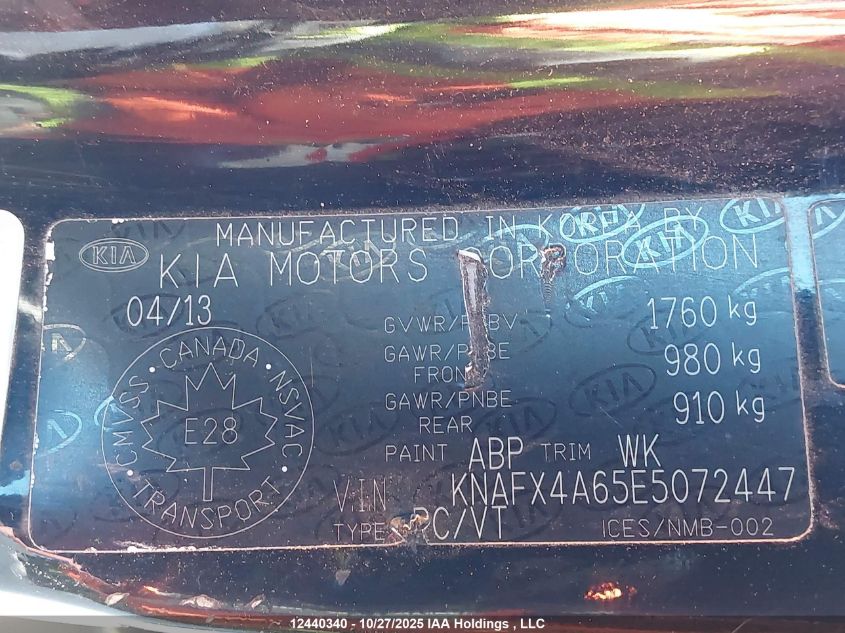 MANUFACTURED IN KOREA BY
KIA KIA MOTORS CORPORATION
04/13
GVWR/PNBV 1760 kg
GAWR/PNBE FRONT 980 kg
GAWR/PNBE REAR 910 kg
CANADA · NSVAC · TRANSPORT · CMVSS
E28
PAINT ABP TRIM WK
VIN KNAFX4A65E5072447
TYPE PC/VT ICES/NMB-002
12440340 - 10/27/2025 IAA Holdings , LLC